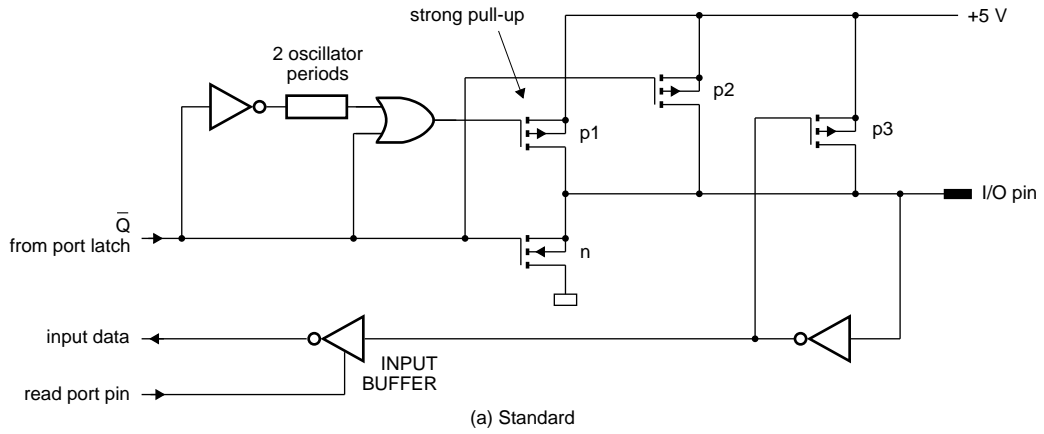 strong pull-up
+5 V
2 oscillator
periods
p2
p1
p3
I/O pin
Q̅
from port latch
n
input data
INPUT
BUFFER
read port pin
(a) Standard